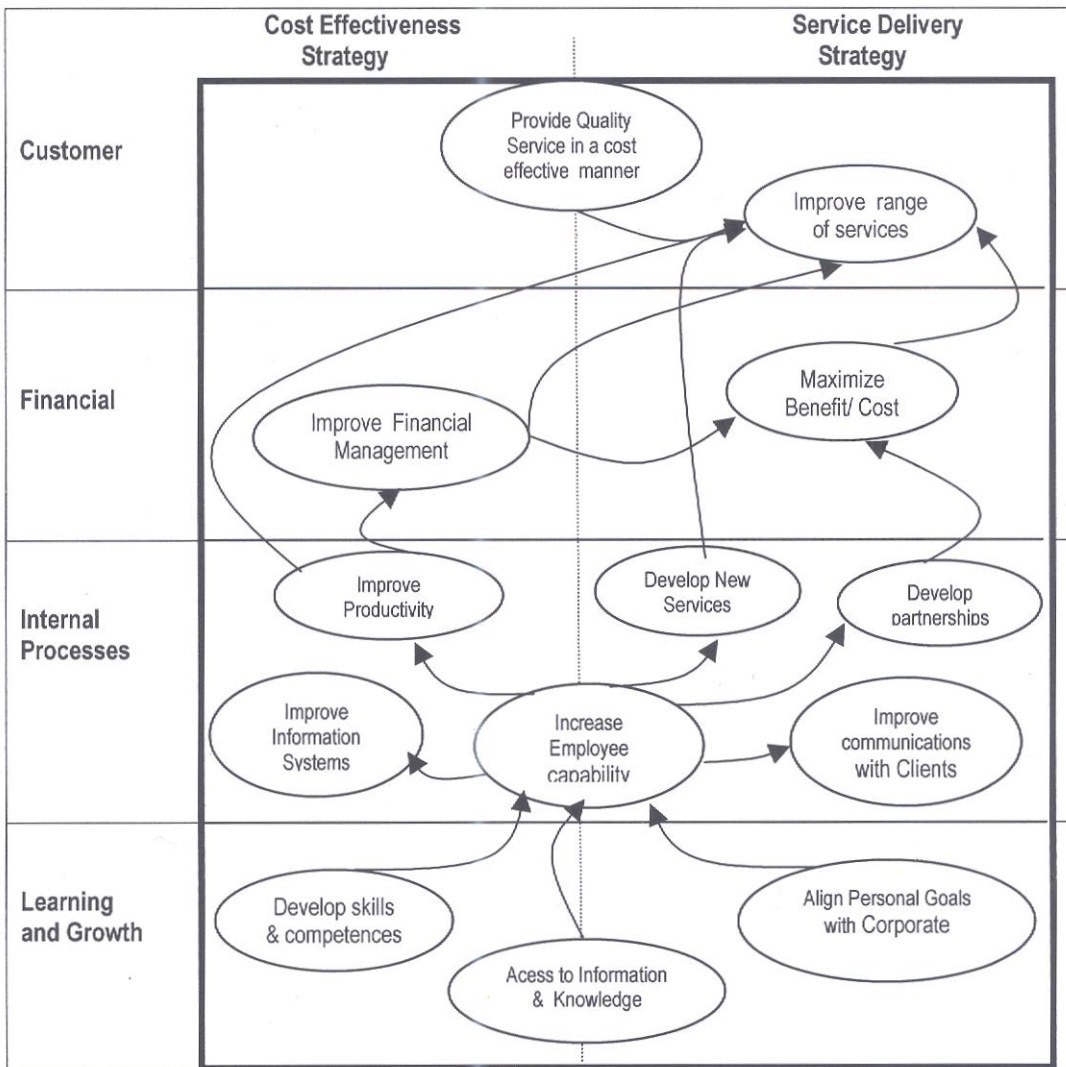 Cost Effectiveness
Strategy
Service Delivery
Strategy
Customer
Provide Quality
Service in a cost
effective manner
Improve range
of services
Financial
Maximize
Benefit/ Cost
Improve Financial
Management
Internal
Processes
Improve
Productivity
Develop New
Services
Develop
partnerships
Improve
Information
Systems
Increase
Employee
capability
Improve
communications
with Clients
Learning
and Growth
Develop skills
& competences
Acess to Information
& Knowledge
Align Personal Goals
with Corporate